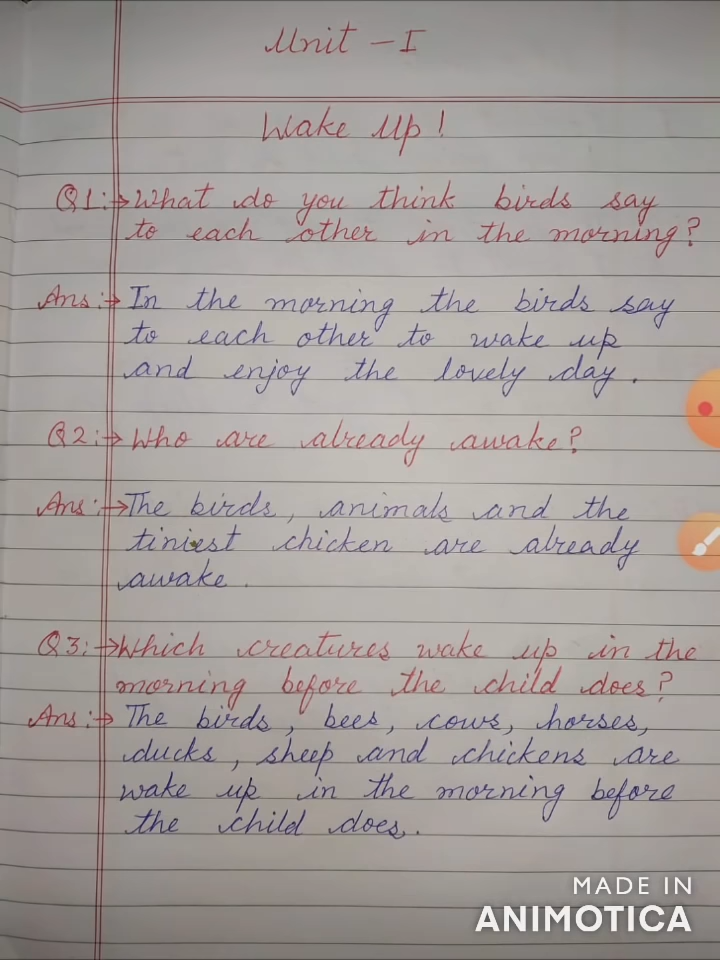 Unit - I
Wake Up!
Q1:→ What do you think birds say
to each other in the morning?
Ans:→ In the morning the birds say
to each other to wake up
and enjoy the lovely day.
Q2:→ Who are already awake?
Ans:→ The birds, animals and the
tiniest chicken are already
awake.
Q3:→ Which creatures wake up in the
morning before the child does?
Ans:→ The birds, bees, cows, horses,
ducks, sheep and chickens are
wake up in the morning before
the child does.
MADE IN
ANIMOTICA